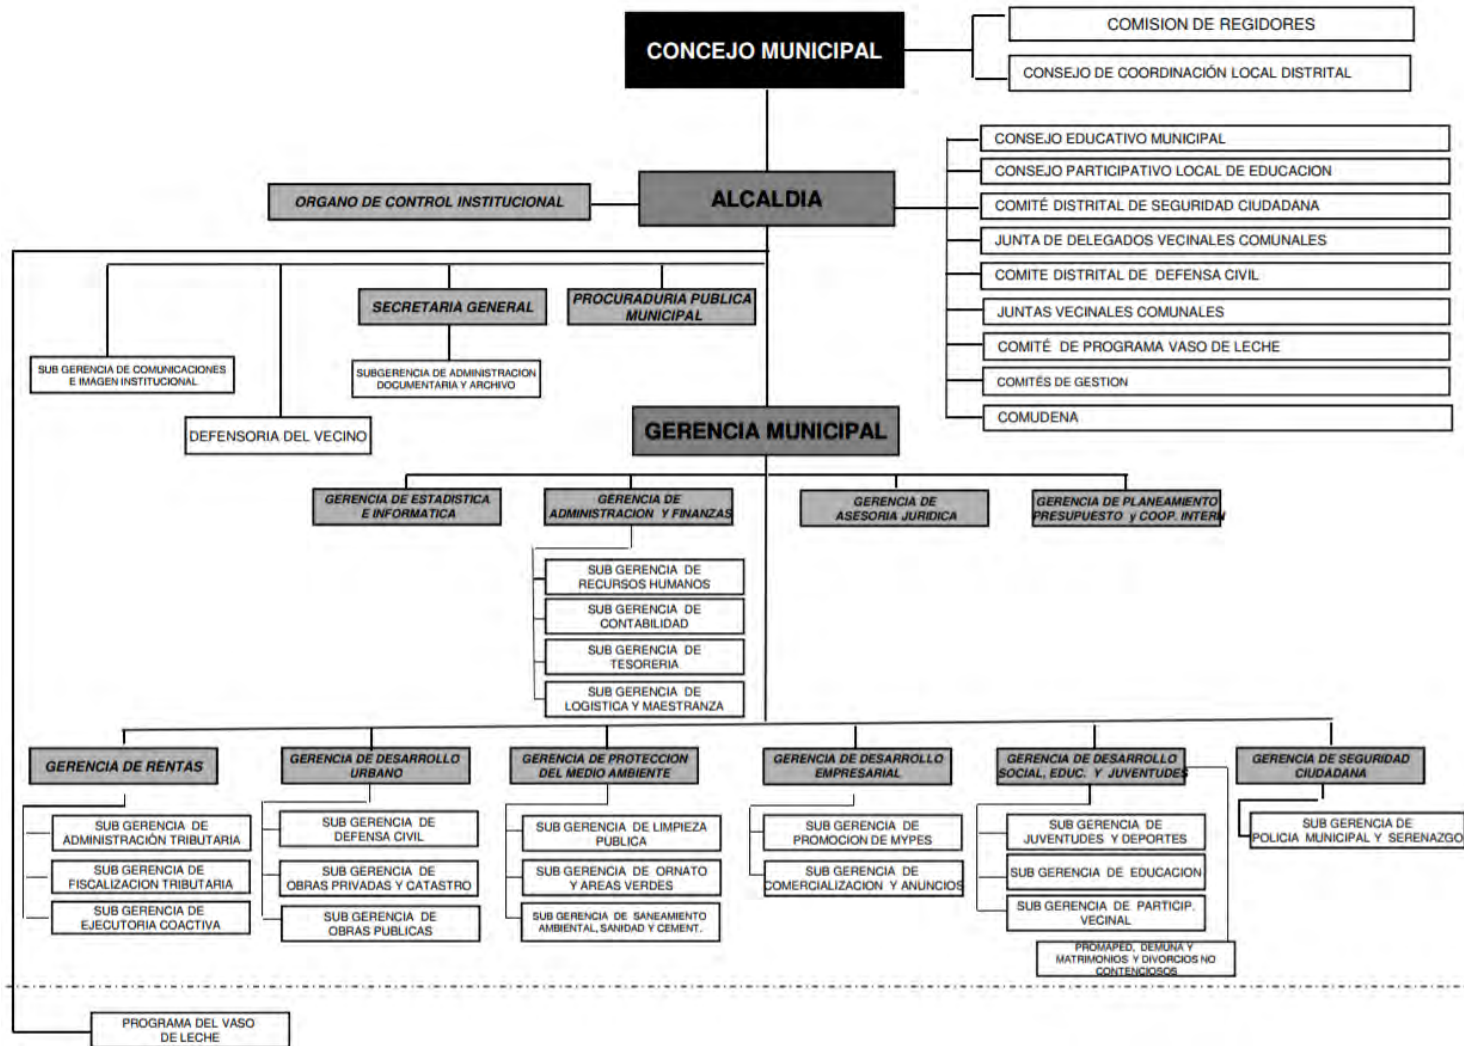 CONCEJO MUNICIPAL
COMISION DE REGIDORES
CONSEJO DE COORDINACIÓN LOCAL DISTRITAL
CONSEJO EDUCATIVO MUNICIPAL
CONSEJO PARTICIPATIVO LOCAL DE EDUCACION
COMITÉ DISTRITAL DE SEGURIDAD CIUDADANA
JUNTA DE DELEGADOS VECINALES COMUNALES
COMITE DISTRITAL DE DEFENSA CIVIL
JUNTAS VECINALES COMUNALES
COMITÉ DE PROGRAMA VASO DE LECHE
COMITÉS DE GESTION
COMUDENA
ORGANO DE CONTROL INSTITUCIONAL
ALCALDIA
SECRETARIA GENERAL
PROCURADURIA PUBLICA
MUNICIPAL
SUB GERENCIA DE COMUNICACIONES
E IMAGEN INSTITUCIONAL
SUBGERENCIA DE ADMINISTRACION
DOCUMENTARIA Y ARCHIVO
DEFENSORIA DEL VECINO
GERENCIA MUNICIPAL
GERENCIA DE ESTADISTICA
E INFORMATICA
GERENCIA DE
ADMINISTRACION Y FINANZAS
GERENCIA DE
ASESORIA JURIDICA
GERENCIA DE PLANEAMIENTO
PRESUPUESTO y COOP. INTERN
SUB GERENCIA DE
RECURSOS HUMANOS
SUB GERENCIA DE
CONTABILIDAD
SUB GERENCIA DE
TESORERIA
SUB GERENCIA DE
LOGISTICA Y MAESTRANZA
GERENCIA DE RENTAS
GERENCIA DE DESARROLLO
URBANO
GERENCIA DE PROTECCION
DEL MEDIO AMBIENTE
GERENCIA DE DESARROLLO
EMPRESARIAL
GERENCIA DE DESARROLLO
SOCIAL, EDUC. Y JUVENTUDES
GERENCIA DE SEGURIDAD
CIUDADANA
SUB GERENCIA DE
ADMINISTRACIÓN TRIBUTARIA
SUB GERENCIA DE
FISCALIZACION TRIBUTARIA
SUB GERENCIA DE
EJECUTORIA COACTIVA
SUB GERENCIA DE
DEFENSA CIVIL
SUB GERENCIA DE
OBRAS PRIVADAS Y CATASTRO
SUB GERENCIA DE
OBRAS PUBLICAS
SUB GERENCIA DE LIMPIEZA
PÚBLICA
SUB GERENCIA DE ORNATO
Y AREAS VERDES
SUB GERENCIA DE SANEAMIENTO
AMBIENTAL, SANIDAD Y CEMENT.
SUB GERENCIA DE
PROMOCION DE MYPES
SUB GERENCIA DE
COMERCIALIZACION Y ANUNCIOS
SUB GERENCIA DE
JUVENTUDES Y DEPORTES
SUB GERENCIA DE EDUCACION
SUB GERENCIA DE PARTICIP.
VECINAL
PROMAPED, DEMUNA Y
MATRIMONIOS Y DIVORCIOS NO
CONTENCIOSOS
SUB GERENCIA DE
POLICIA MUNICIPAL Y SERENAZGO
PROGRAMA DEL VASO
DE LECHE